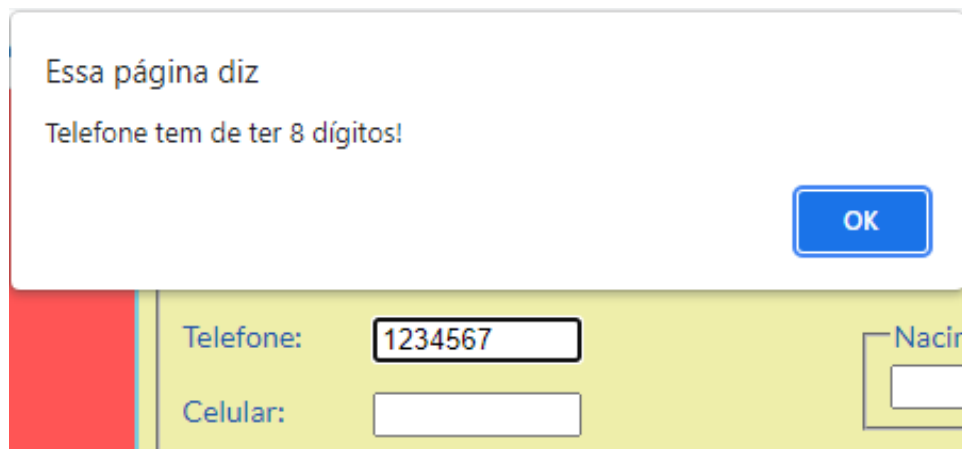 Essa página diz
Telefone tem de ter 8 dígitos!
OK
Telefone: 1234567
Celular: